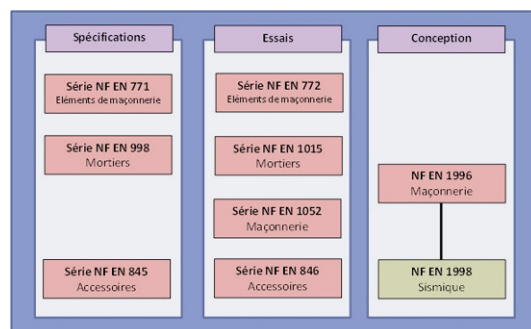 Spécifications
Série NF EN 771
Eléments de maçonnerie
Série NF EN 998
Mortiers
Série NF EN 845
Accessoires
Essais
Série NF EN 772
Eléments de maçonnerie
Série NF EN 1015
Mortiers
Série NF EN 1052
Maçonnerie
Série NF EN 846
Accessoires
Conception
NF EN 1996
Maçonnerie
NF EN 1998
Sismique